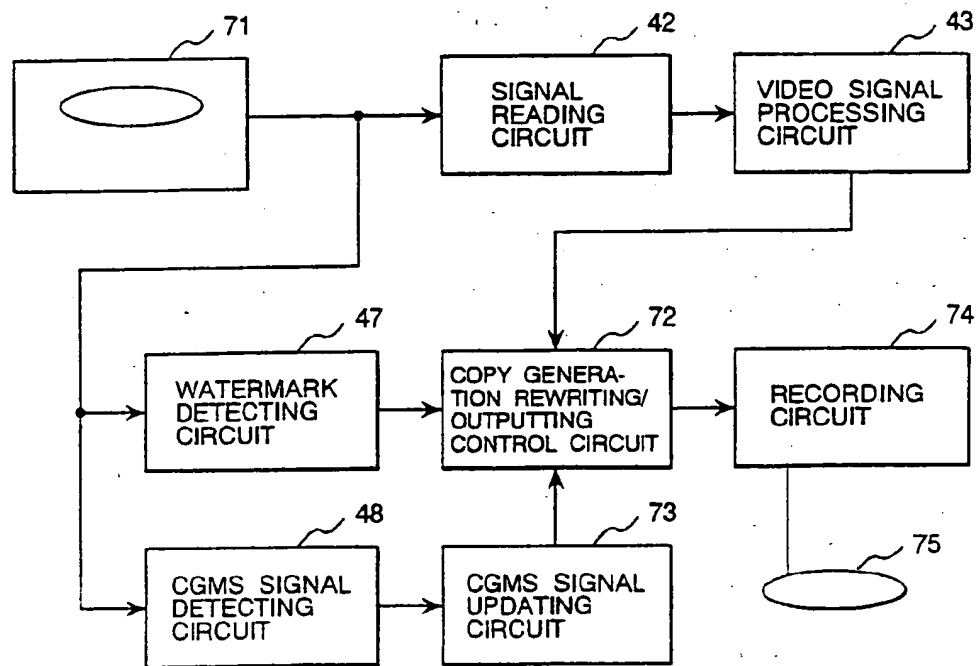 71
42
SIGNAL
READING
CIRCUIT
43
VIDEO SIGNAL
PROCESSING
CIRCUIT
47
WATERMARK
DETECTING
CIRCUIT
72
COPY GENERA-
TION REWRITING/
OUTPUTTING
CONTROL CIRCUIT
74
RECORDING
CIRCUIT
48
CGMS SIGNAL
DETECTING
CIRCUIT
73
CGMS SIGNAL
UPDATING
CIRCUIT
75